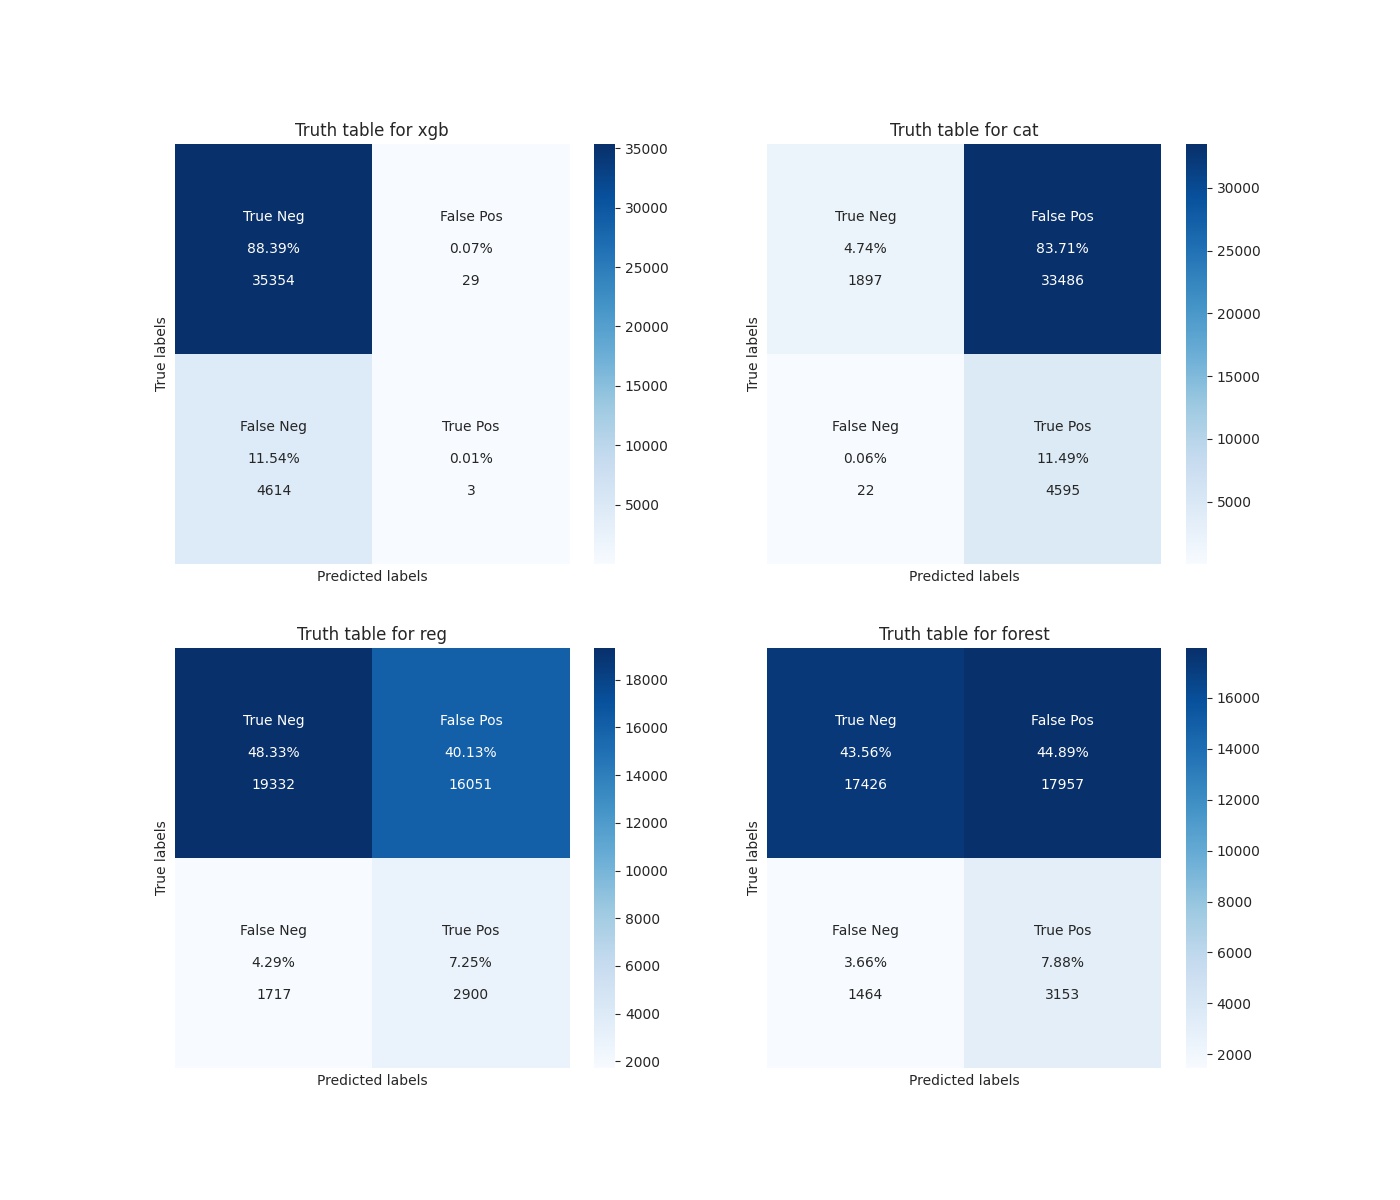 Truth table for xgb
True Neg
88.39%
35354
False Pos
0.07%
29
False Neg
11.54%
4614
True Pos
0.01%
3
True labels
Predicted labels
35000
30000
25000
20000
15000
10000
5000
Truth table for cat
True Neg
4.74%
1897
False Pos
83.71%
33486
False Neg
0.06%
22
True Pos
11.49%
4595
True labels
Predicted labels
30000
25000
20000
15000
10000
5000
Truth table for reg
True Neg
48.33%
19332
False Pos
40.13%
16051
False Neg
4.29%
1717
True Pos
7.25%
2900
True labels
Predicted labels
18000
16000
14000
12000
10000
8000
6000
4000
2000
Truth table for forest
True Neg
43.56%
17426
False Pos
44.89%
17957
False Neg
3.66%
1464
True Pos
7.88%
3153
True labels
Predicted labels
16000
14000
12000
10000
8000
6000
4000
2000